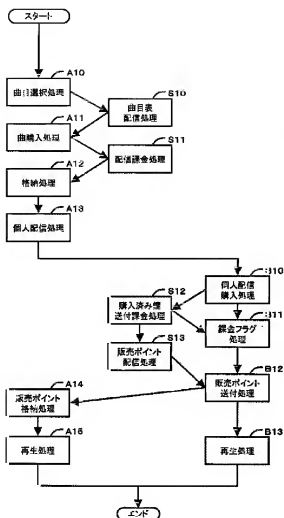 スタート
A10
曲目選択処理
S10
曲目表
配信処理
A11
曲購入処理
S11
配信課金処理
A12
格納処理
A13
個人配信処理
B10
個人配信
購入処理
S12
購入済み鍵
送付課金処理
B11
課金フラグ
処理
S13
販売ポイント
配信処理
B12
販売ポイント
送付処理
A14
販売ポイント
格納処理
A15
再生処理
B13
再生処理
エンド